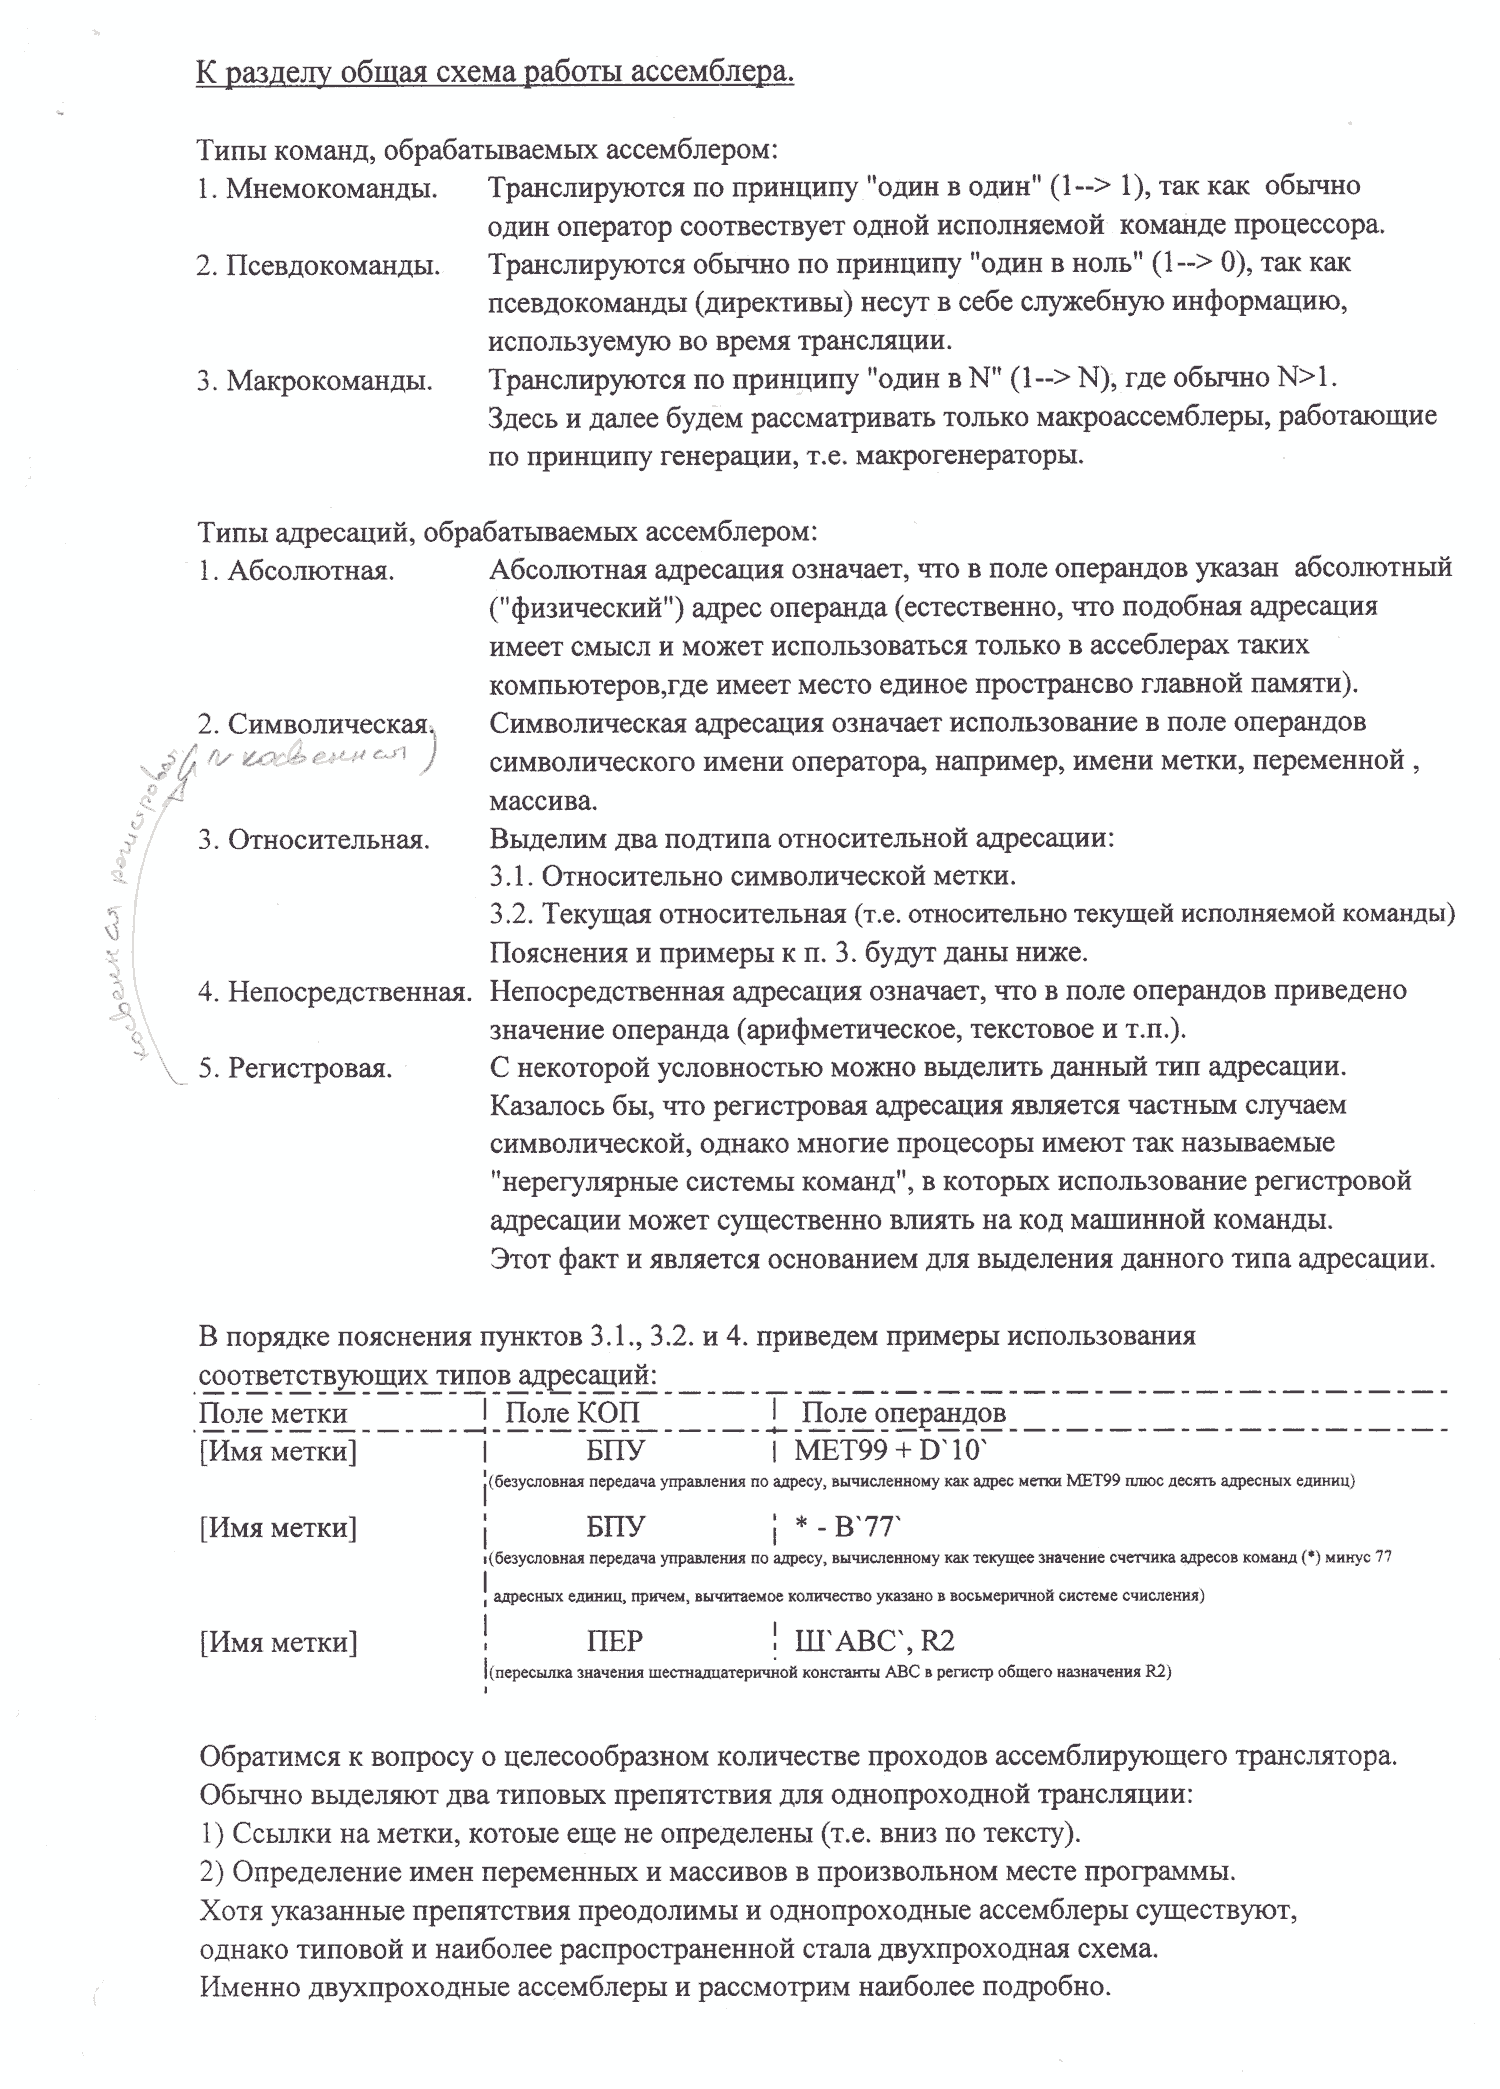 К разделу общая схема работы ассемблера.
Типы команд, обрабатываемых ассемблером:
1. Мнемокоманды. Транслируются по принципу "один в один" (1--> 1), так как обычно
один оператор соотвествует одной исполняемой команде процессора.
2. Псевдокоманды. Транслируются обычно по принципу "один в ноль" (1--> 0), так как
псевдокоманды (директивы) несут в себе служебную информацию,
используемую во время трансляции.
3. Макрокоманды. Транслируются по принципу "один в N" (1--> N), где обычно N>1.
Здесь и далее будем рассматривать только макроассемблеры, работающие
по принципу генерации, т.е. макрогенераторы.
Типы адресаций, обрабатываемых ассемблером:
1. Абсолютная. Абсолютная адресация означает, что в поле операндов указан абсолютный
("физический") адрес операнда (естественно, что подобная адресация
имеет смысл и может использоваться только в ассеблерах таких
компьютеров,где имеет место единое пространсво главной памяти).
2. Символическая. Символическая адресация означает использование в поле операндов
(и косвенная) символического имени оператора, например, имени метки, переменной ,
массива.
косвенная регистровая
3. Относительная. Выделим два подтипа относительной адресации:
3.1. Относительно символической метки.
3.2. Текущая относительная (т.е. относительно текущей исполняемой команды)
Пояснения и примеры к п. 3. будут даны ниже.
4. Непосредственная. Непосредственная адресация означает, что в поле операндов приведено
значение операнда (арифметическое, текстовое и т.п.).
5. Регистровая. С некоторой условностью можно выделить данный тип адресации.
Казалось бы, что регистровая адресация является частным случаем
символической, однако многие процесоры имеют так называемые
"нерегулярные системы команд", в которых использование регистровой
адресации может существенно влиять на код машинной команды.
Этот факт и является основанием для выделения данного типа адресации.
В порядке пояснения пунктов 3.1., 3.2. и 4. приведем примеры использования
соответствующих типов адресаций:
Поле метки | Поле КОП | Поле операндов
[Имя метки] | БПУ | МЕТ99 + D`10`
(безусловная передача управления по адресу, вычисленному как адрес метки МЕТ99 плюс десять адресных единиц)
[Имя метки] | БПУ | * - В`77`
(безусловная передача управления по адресу, вычисленному как текущее значение счетчика адресов команд (*) минус 77
адресных единиц, причем, вычитаемое количество указано в восьмеричной системе счисления)
[Имя метки] | ПЕР | Ш`АВС`, R2
(пересылка значения шестнадцатеричной константы АВС в регистр общего назначения R2)
Обратимся к вопросу о целесообразном количестве проходов ассемблирующего транслятора.
Обычно выделяют два типовых препятствия для однопроходной трансляции:
1) Ссылки на метки, котоые еще не определены (т.е. вниз по тексту).
2) Определение имен переменных и массивов в произвольном месте программы.
Хотя указанные препятствия преодолимы и однопроходные ассемблеры существуют,
однако типовой и наиболее распространенной стала двухпроходная схема.
Именно двухпроходные ассемблеры и рассмотрим наиболее подробно.